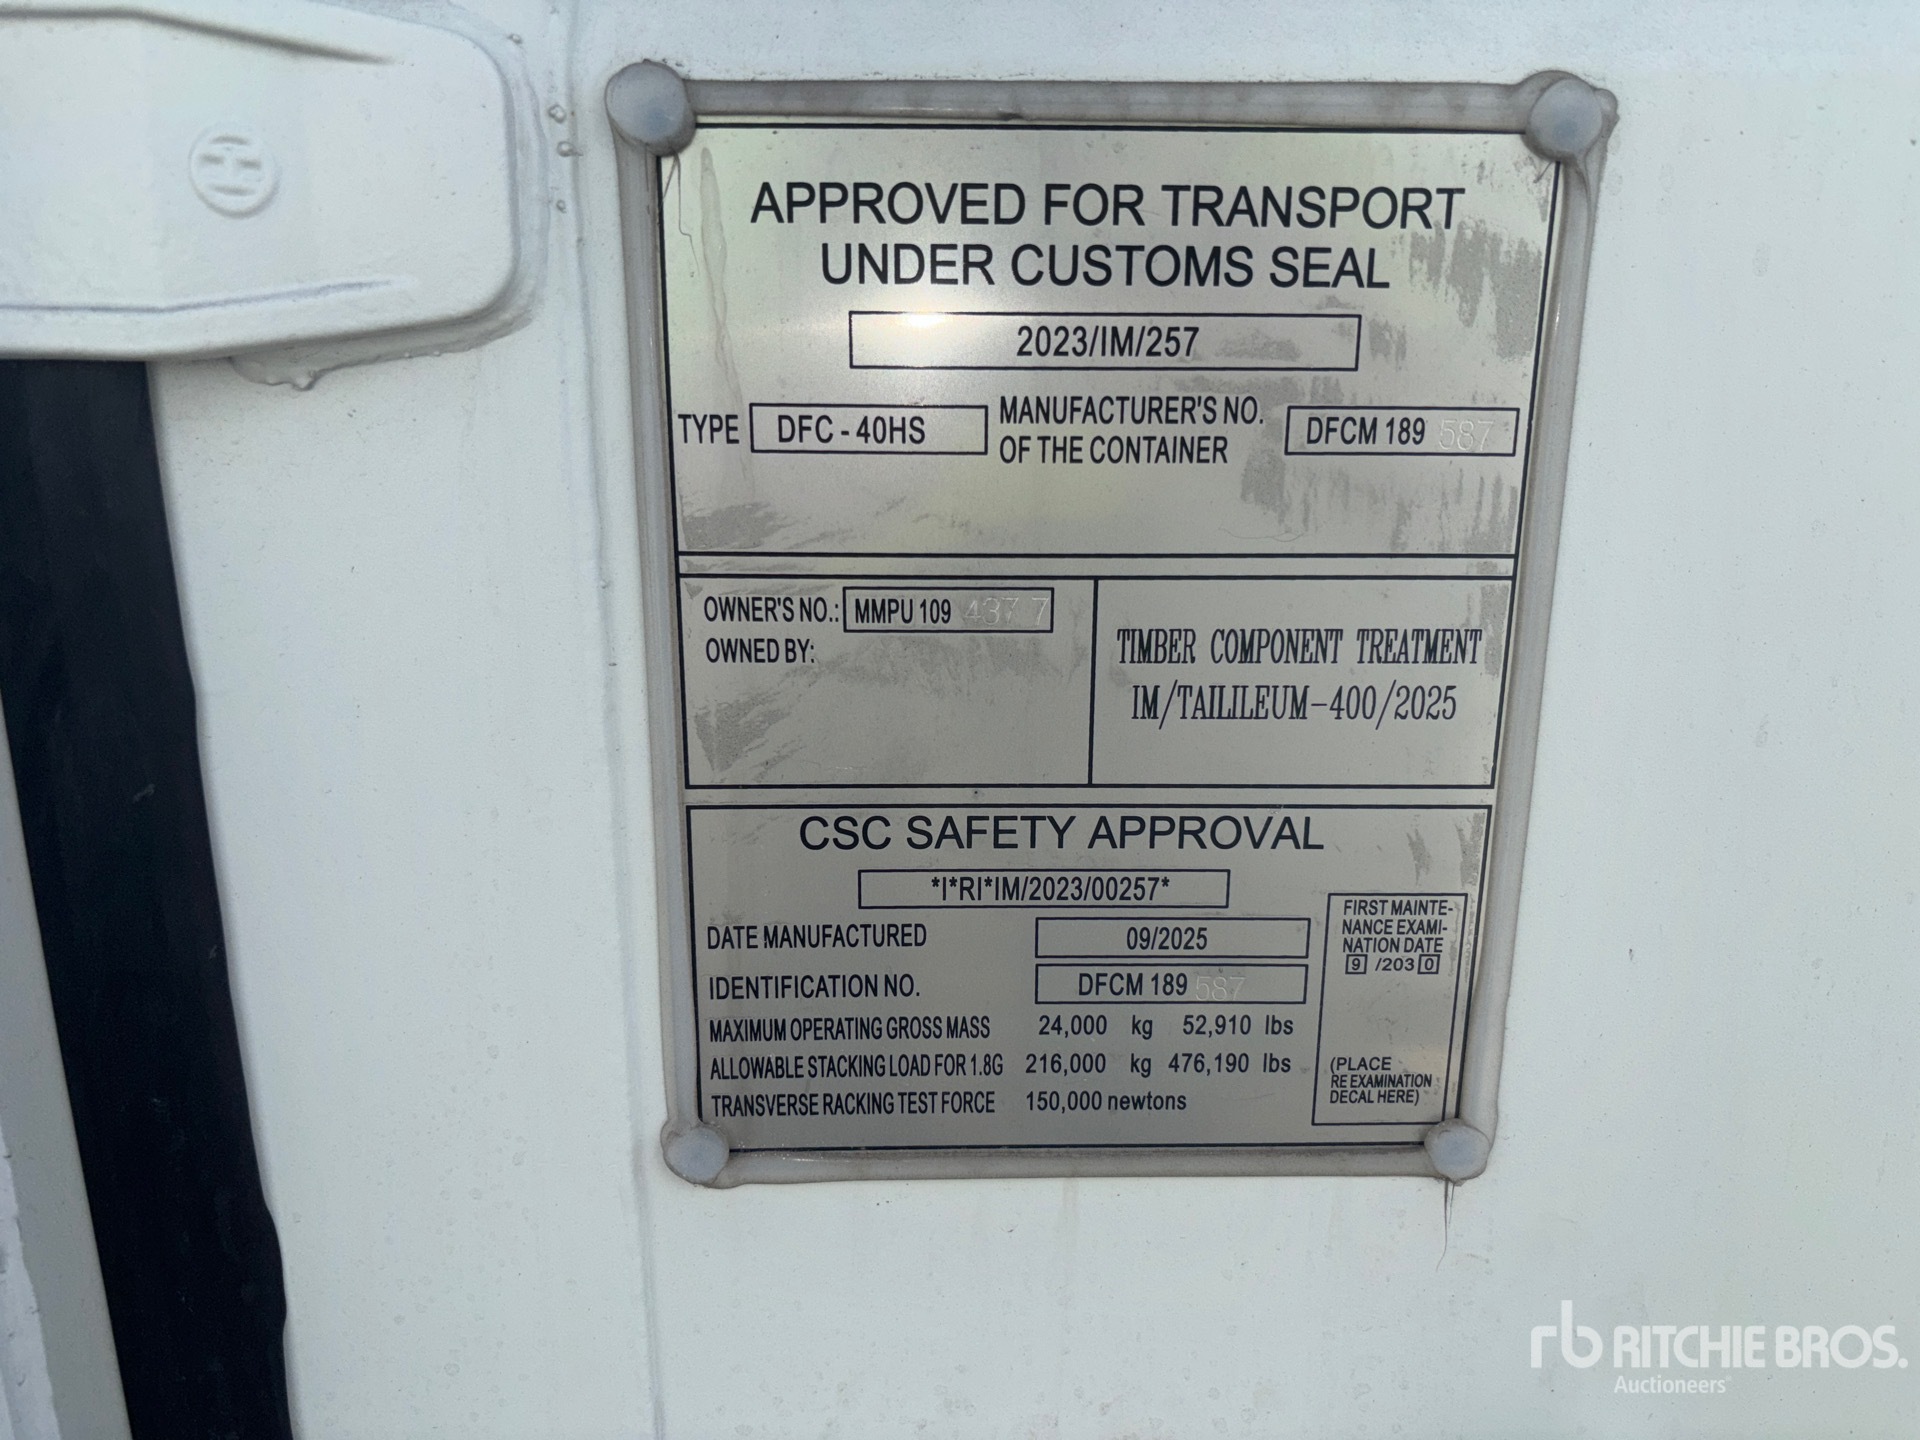 APPROVED FOR TRANSPORT
UNDER CUSTOMS SEAL
2023/IM/257
TYPE DFC - 40HS MANUFACTURER'S NO. OF THE CONTAINER DFCM 189 587
OWNER'S NO.: MMPU 109 437 7
OWNED BY:
TIMBER COMPONENT TREATMENT
IM/TAILILEUM-400/2025
CSC SAFETY APPROVAL
*I*RI*IM/2023/00257*
DATE MANUFACTURED 09/2025
IDENTIFICATION NO. DFCM 189 587
MAXIMUM OPERATING GROSS MASS 24,000 kg 52,910 lbs
ALLOWABLE STACKING LOAD FOR 1.8G 216,000 kg 476,190 lbs
TRANSVERSE RACKING TEST FORCE 150,000 newtons
FIRST MAINTE-
NANCE EXAMI-
NATION DATE
9 /203 0
(PLACE
RE EXAMINATION
DECAL HERE)
rb RITCHIE BROS.
Auctioneers